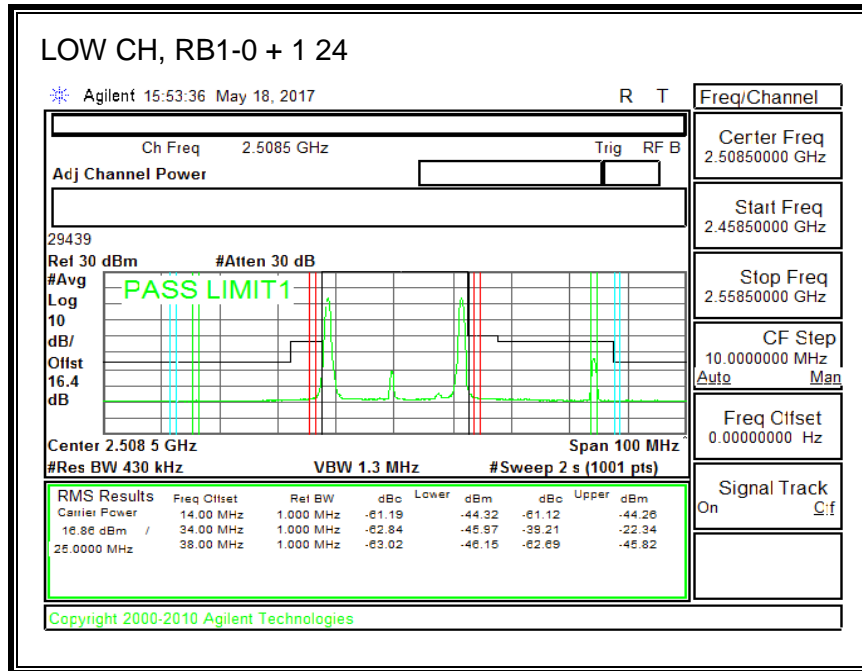 LOW CH, RB1-0 + 1 24
Agilent 15:53:36 May 18, 2017 R T
Ch Freq 2.5085 GHz Trig RF B
Adj Channel Power
29439
Ref 30 dBm #Atten 30 dB
#Avg
Log
10
dB/
Offst
16.4
dB
PASS LIMIT1
Center 2.508 5 GHz Span 100 MHz
#Res BW 430 kHz VBW 1.3 MHz #Sweep 2 s (1001 pts)
RMS Results Freq Offset Ref BW dBc Lower dBm dBc Upper dBm
Carrier Power 14.00 MHz 1.000 MHz -61.19 -44.32 -61.12 -44.26
16.86 dBm / 34.00 MHz 1.000 MHz -62.84 -45.97 -39.21 -22.34
25.0000 MHz 38.00 MHz 1.000 MHz -63.02 -46.15 -62.69 -45.82
Copyright 2000-2010 Agilent Technologies
Freq/Channel
Center Freq
2.50850000 GHz
Start Freq
2.45850000 GHz
Stop Freq
2.55850000 GHz
CF Step
10.0000000 MHz
Auto Man
Freq Offset
0.00000000 Hz
Signal Track
On Off